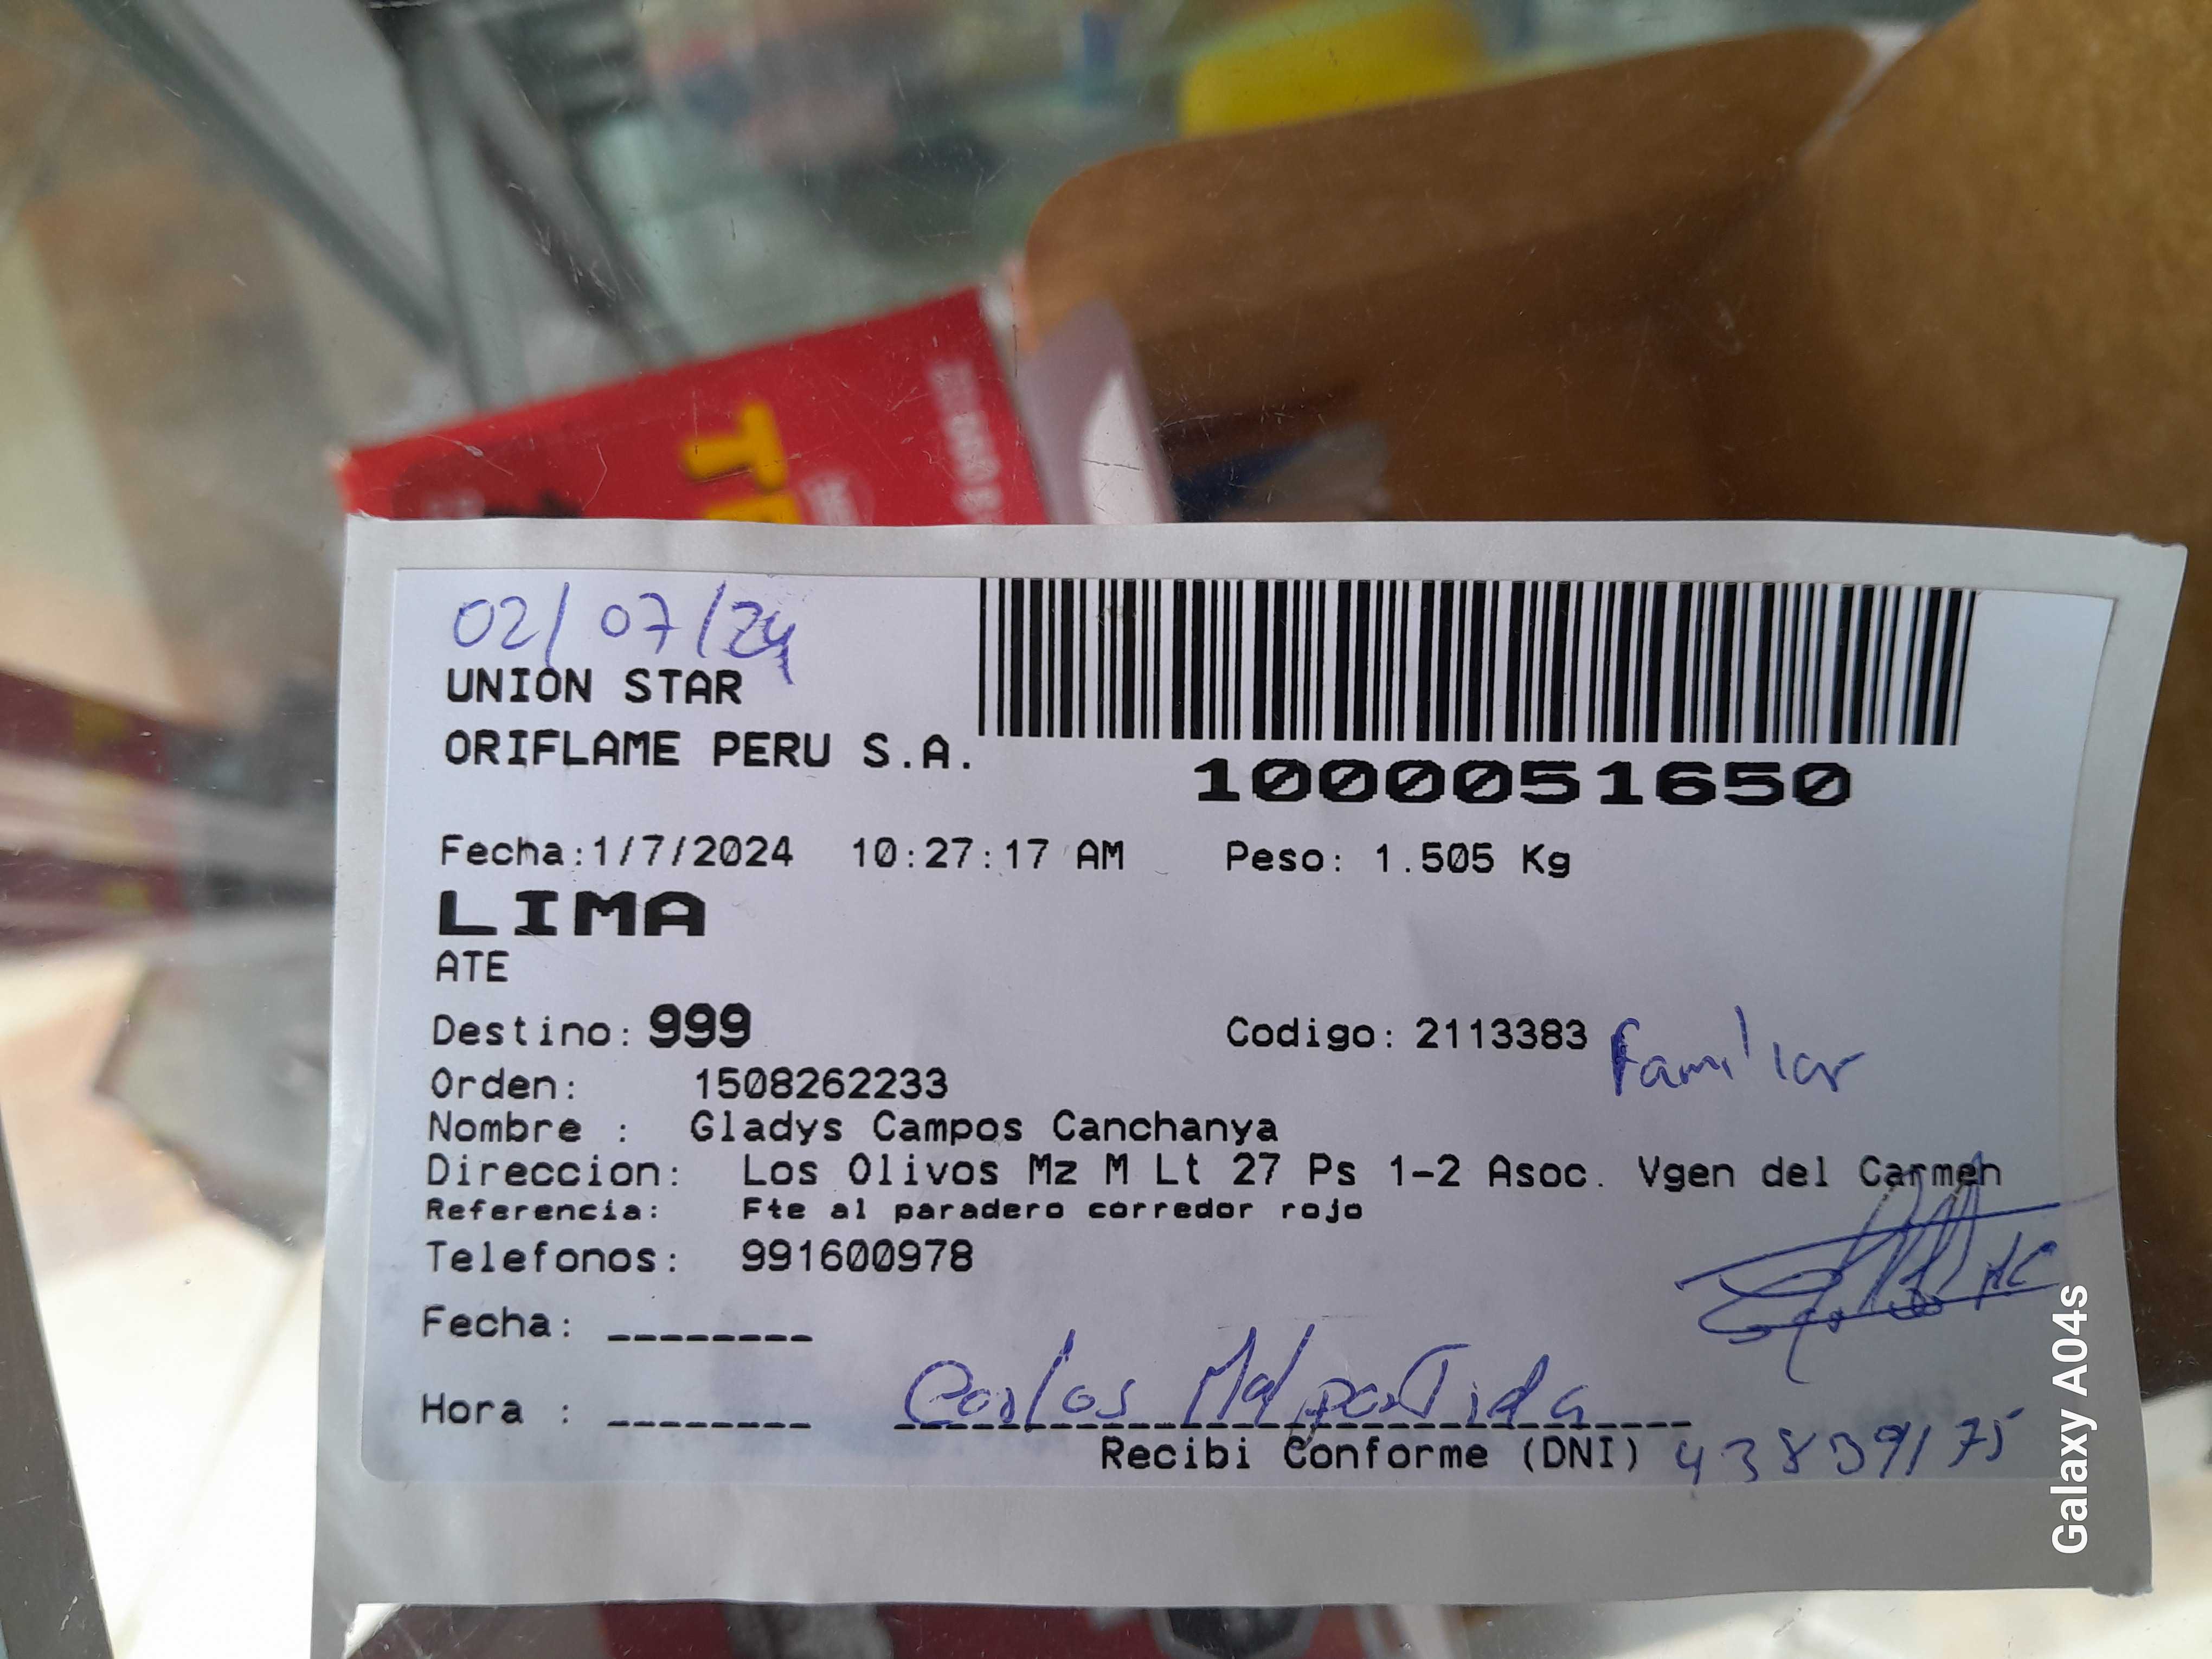 02/07/24
UNION STAR
ORIFLAME PERU S.A.
1000051650
Fecha:1/7/2024 10:27:17 AM Peso: 1.505 Kg
LIMA
ATE
Destino: 999 Codigo: 2113383 Familiar
Orden: 1508262233
Nombre : Gladys Campos Canchanya
Direccion: Los Olivos Mz M Lt 27 Ps 1-2 Asoc. Vgen del Carmen
Referencia: Fte al paradero corredor rojo
Telefonos: 991600978
Fecha: ________
Hora : ________ Carlos Malpartida
Recibi Conforme (DNI) 43839175
Galaxy A04s